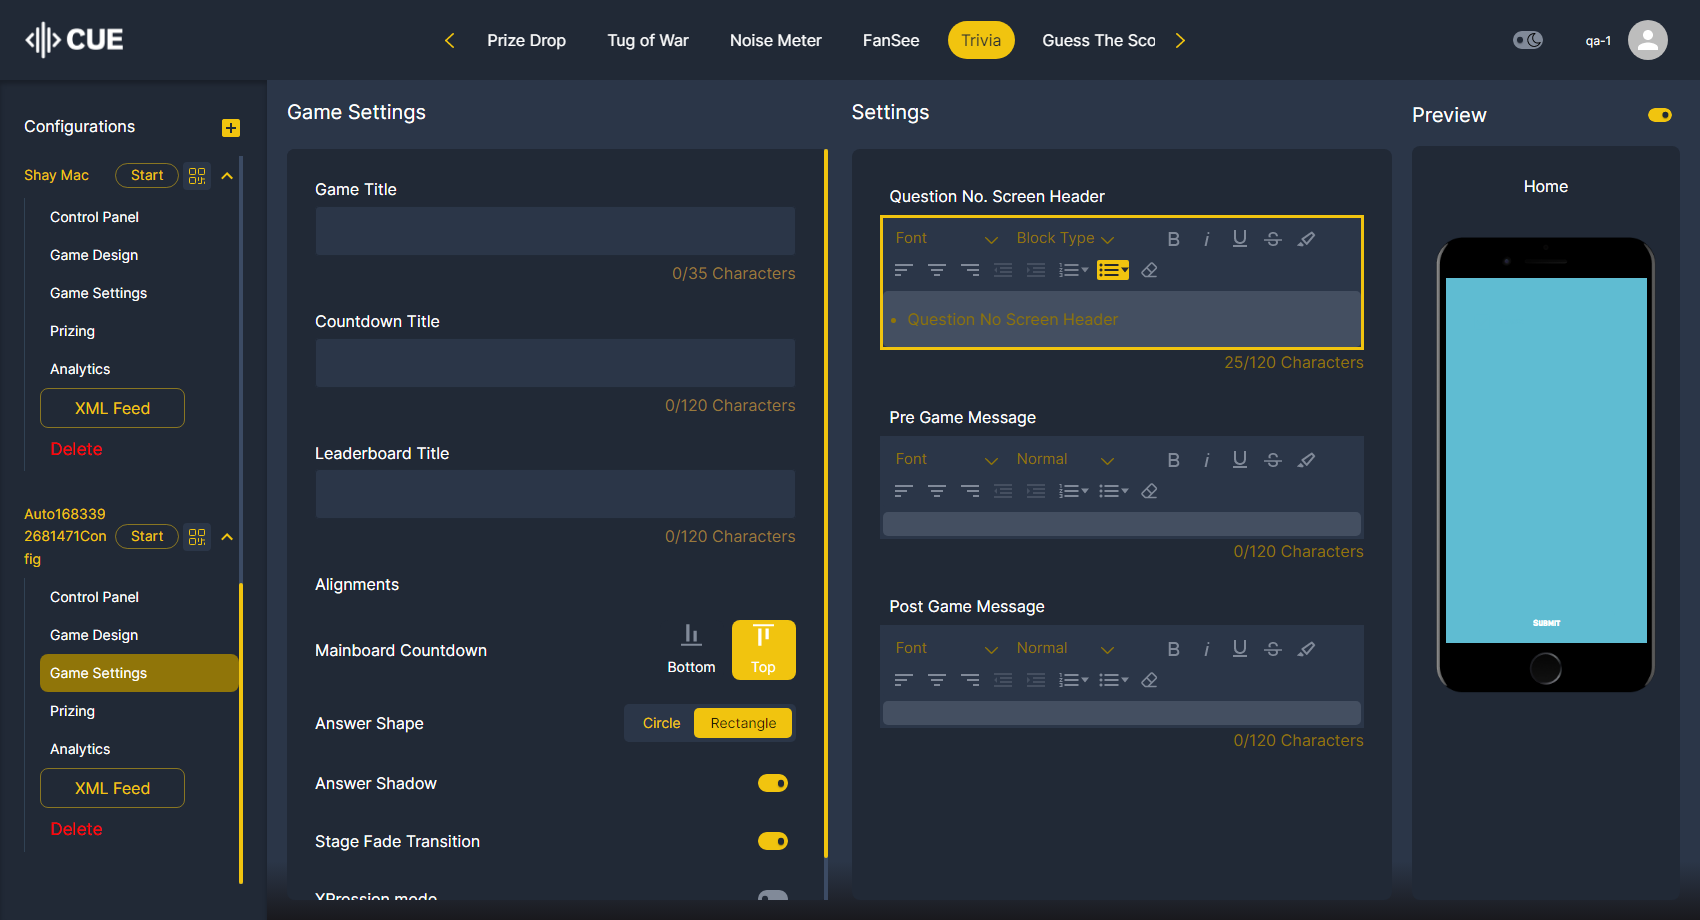 CUE
Prize Drop
Tug of War
Noise Meter
FanSee
Trivia
Guess The Sco
qa-1
Configurations
Shay Mac
Start
Control Panel
Game Design
Game Settings
Prizing
Analytics
XML Feed
Delete
Auto168339
2681471Con
fig
Start
Control Panel
Game Design
Game Settings
Prizing
Analytics
XML Feed
Delete
Game Settings
Game Title
0/35 Characters
Countdown Title
0/120 Characters
Leaderboard Title
0/120 Characters
Alignments
Mainboard Countdown
Bottom
Top
Answer Shape
Circle
Rectangle
Answer Shadow
Stage Fade Transition
XPression mode
Settings
Question No. Screen Header
Font
Block Type
B i U S
• Question No Screen Header
25/120 Characters
Pre Game Message
Font
Normal
B i U S
0/120 Characters
Post Game Message
Font
Normal
B i U S
0/120 Characters
Preview
Home
SUBMIT